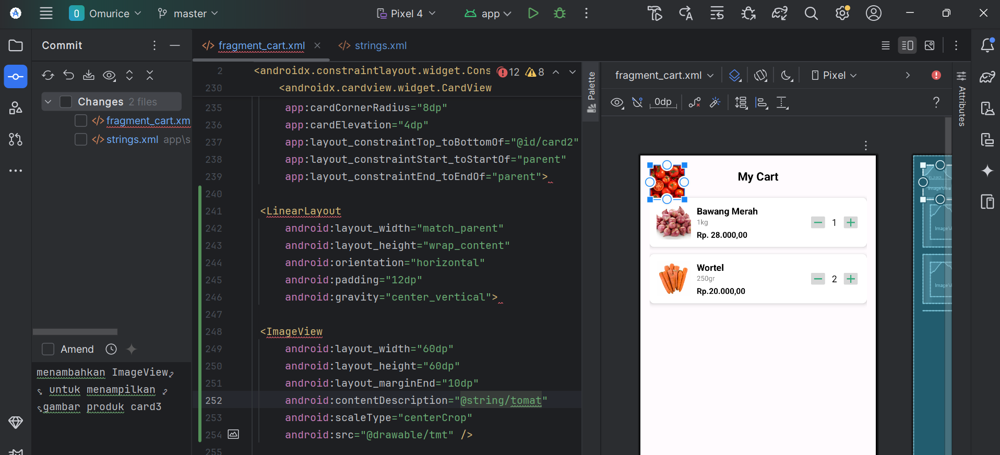 O Omurice master Pixel 4 app
Commit
Changes 2 files
fragment_cart.xm
strings.xml app\s
Amend
menambahkan ImageView
untuk menampilkan
gambar produk card3
fragment_cart.xml strings.xml
2 <androidx.constraintlayout.widget.Cons 12 8
230 <androidx.cardview.widget.CardView
235 app:cardCornerRadius="8dp"
236 app:cardElevation="4dp"
237 app:layout_constraintTop_toBottomOf="@id/card2"
238 app:layout_constraintStart_toStartOf="parent"
239 app:layout_constraintEnd_toEndOf="parent">
240
241 <LinearLayout
242 android:layout_width="match_parent"
243 android:layout_height="wrap_content"
244 android:orientation="horizontal"
245 android:padding="12dp"
246 android:gravity="center_vertical">
247
248 <ImageView
249 android:layout_width="60dp"
250 android:layout_height="60dp"
251 android:layout_marginEnd="10dp"
252 android:contentDescription="@string/tomat"
253 android:scaleType="centerCrop"
254 android:src="@drawable/tmt" />
255
Palette
fragment_cart.xml Pixel
0dp ?
Attributes
My Cart
Bawang Merah
1kg
Rp. 28.000,00
1
Wortel
250gr
Rp.20.000,00
2
ImageView
ImageVi
ImageVi